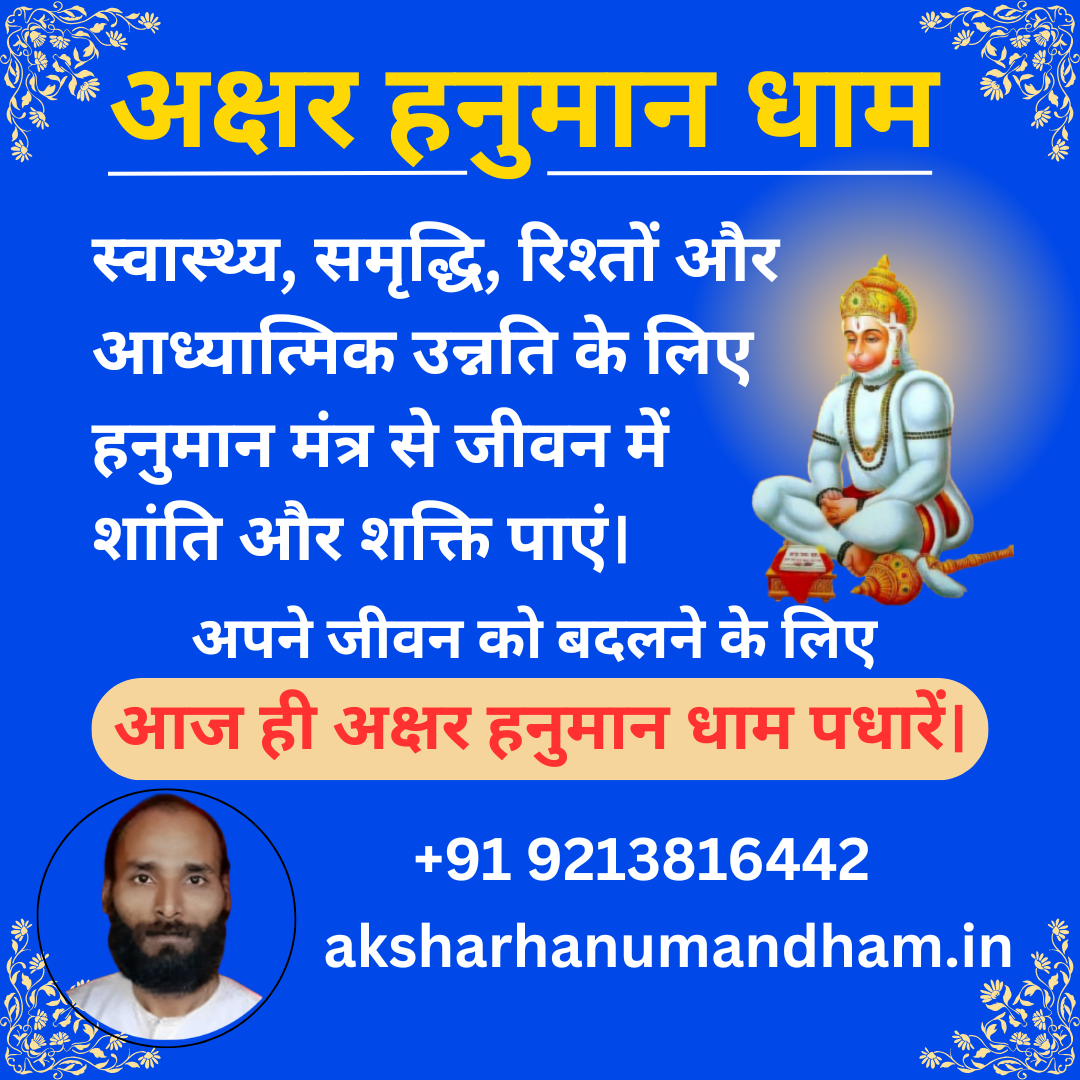 अक्षर हनुमान धाम
स्वास्थ्य, समृद्धि, रिश्तों और
आध्यात्मिक उन्नति के लिए
हनुमान मंत्र से जीवन में
शांति और शक्ति पाएं|
अपने जीवन को बदलने के लिए
आज ही अक्षर हनुमान धाम पधारें|
+91 9213816442
aksharhanumandham.in